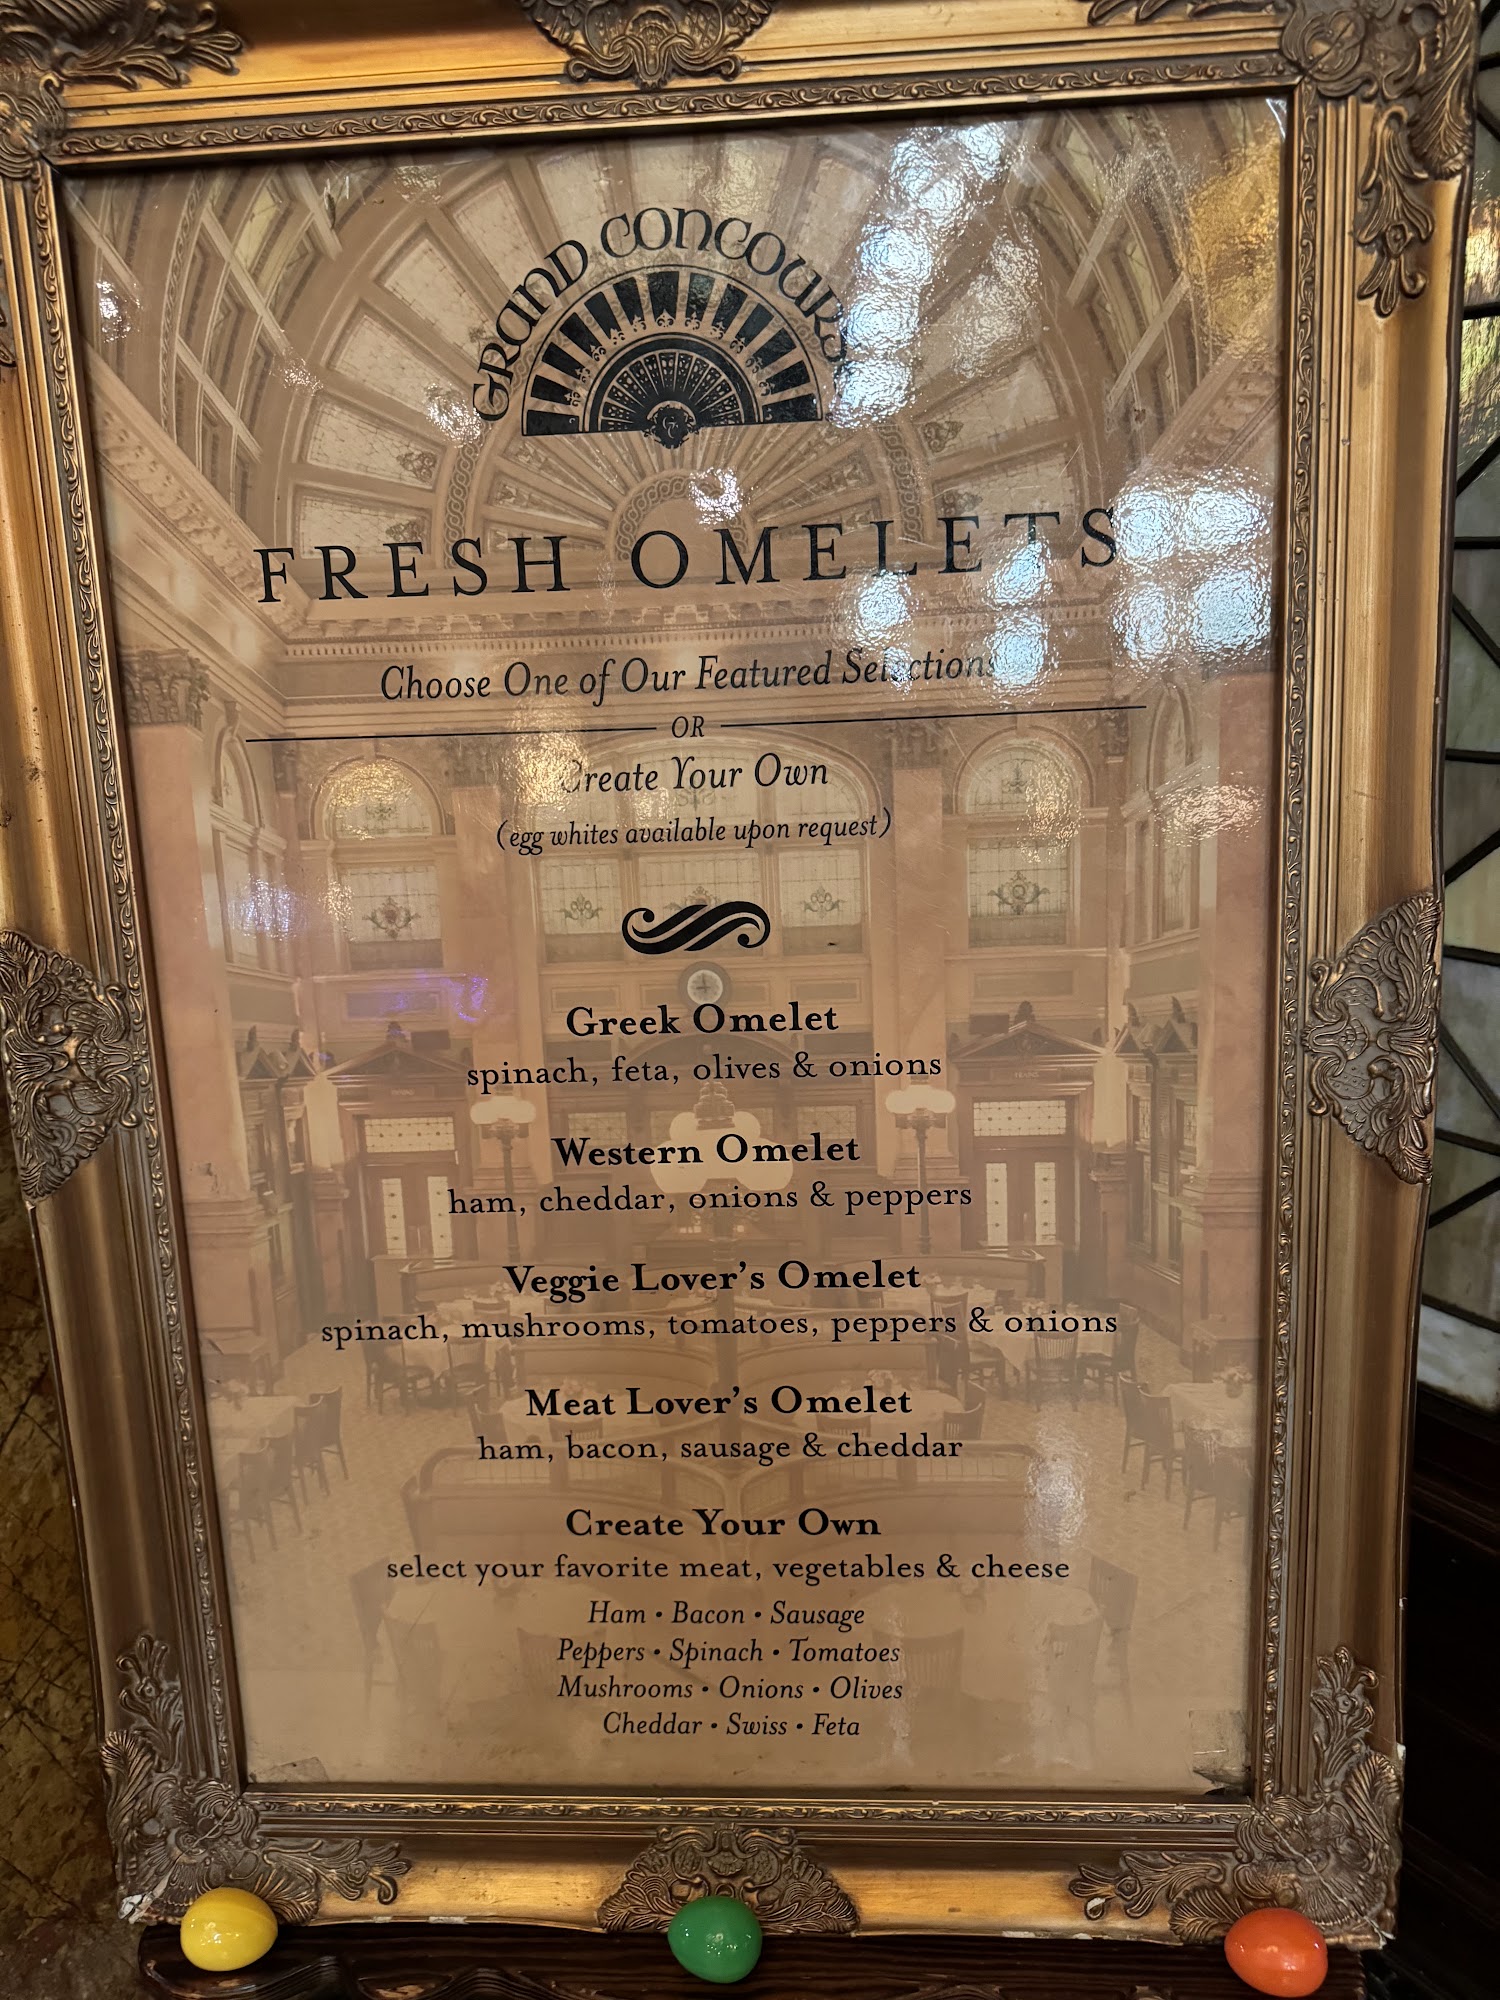 GRAND CONCOURSE
FRESH OMELETS
Choose One of Our Featured Selections
OR
Create Your Own
(egg whites available upon request)
Greek Omelet
spinach, feta, olives & onions
Western Omelet
ham, cheddar, onions & peppers
Veggie Lover's Omelet
spinach, mushrooms, tomatoes, peppers & onions
Meat Lover's Omelet
ham, bacon, sausage & cheddar
Create Your Own
select your favorite meat, vegetables & cheese
Ham • Bacon • Sausage
Peppers • Spinach • Tomatoes
Mushrooms • Onions • Olives
Cheddar • Swiss • Feta